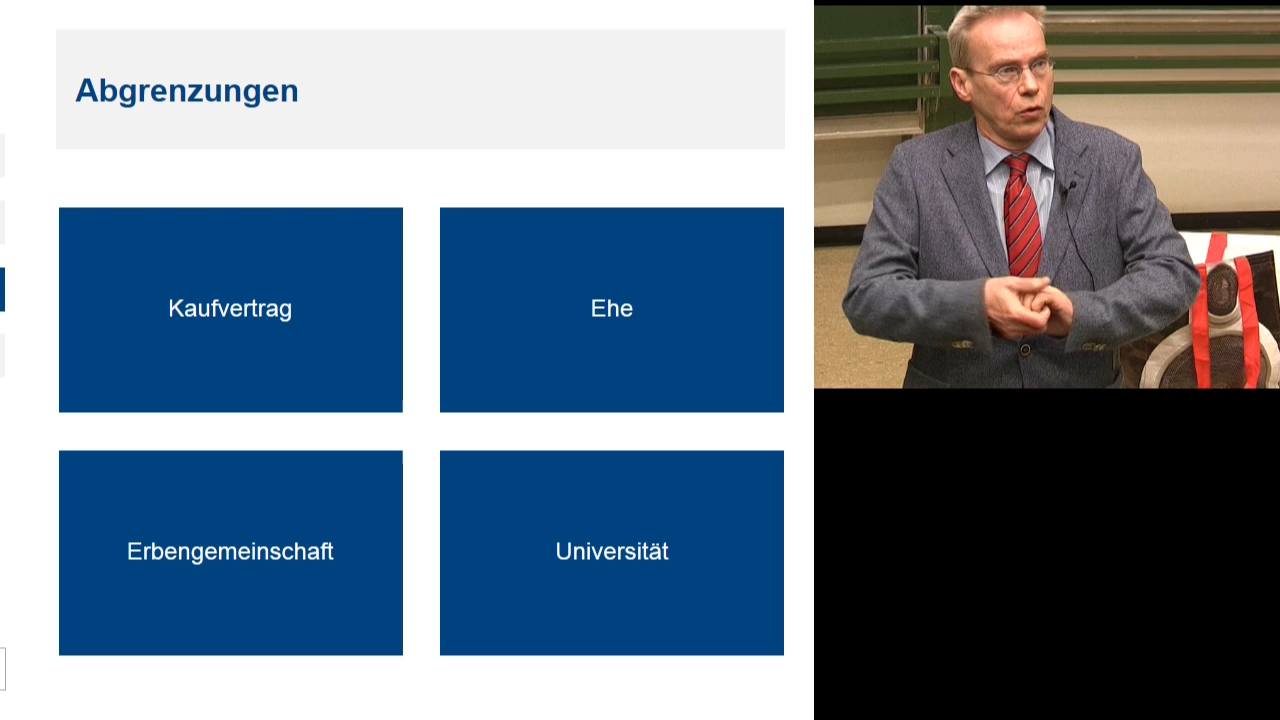 Abgrenzungen
Kaufvertrag
Ehe
Erbengemeinschaft
Universität